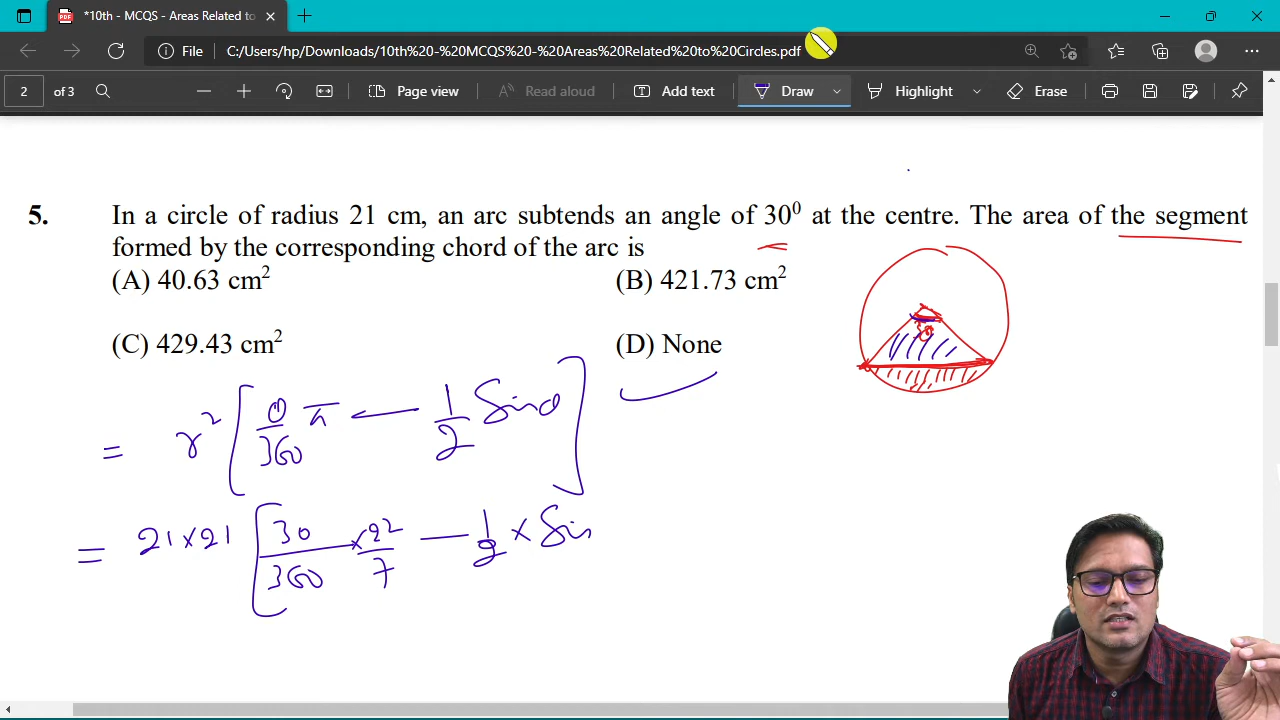 *10th - MCQS - Areas Related to
File C:/Users/hp/Downloads/10th%20-%20MCQS%20-%20Areas%20Related%20to%20Circles.pdf
2 of 3 Page view Read aloud Add text Draw Highlight Erase
5. In a circle of radius 21 cm, an arc subtends an angle of 30⁰ at the centre. The area of the segment
formed by the corresponding chord of the arc is
(A) 40.63 cm² (B) 421.73 cm²
(C) 429.43 cm² (D) None
30
= r² [ θ/360 π — 1/2 Sinθ ]
= 21 × 21 [ 30/360 × 22/7 — 1/2 × Sin